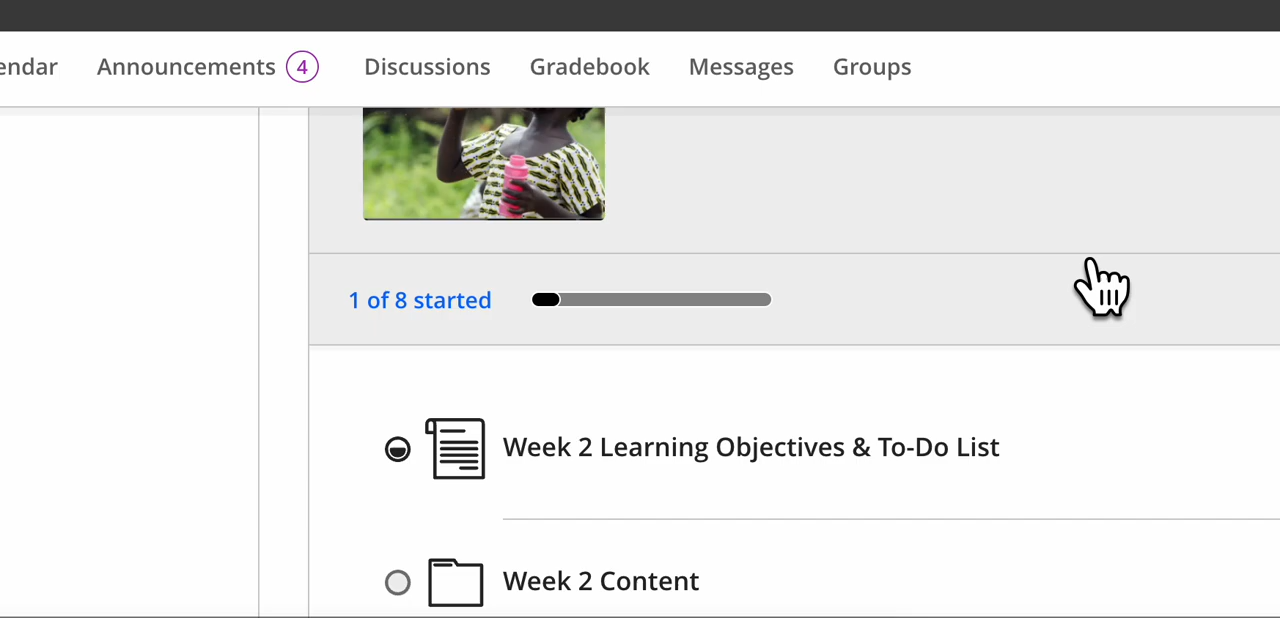 endar Announcements 4 Discussions Gradebook Messages Groups
1 of 8 started
Week 2 Learning Objectives & To-Do List
Week 2 Content